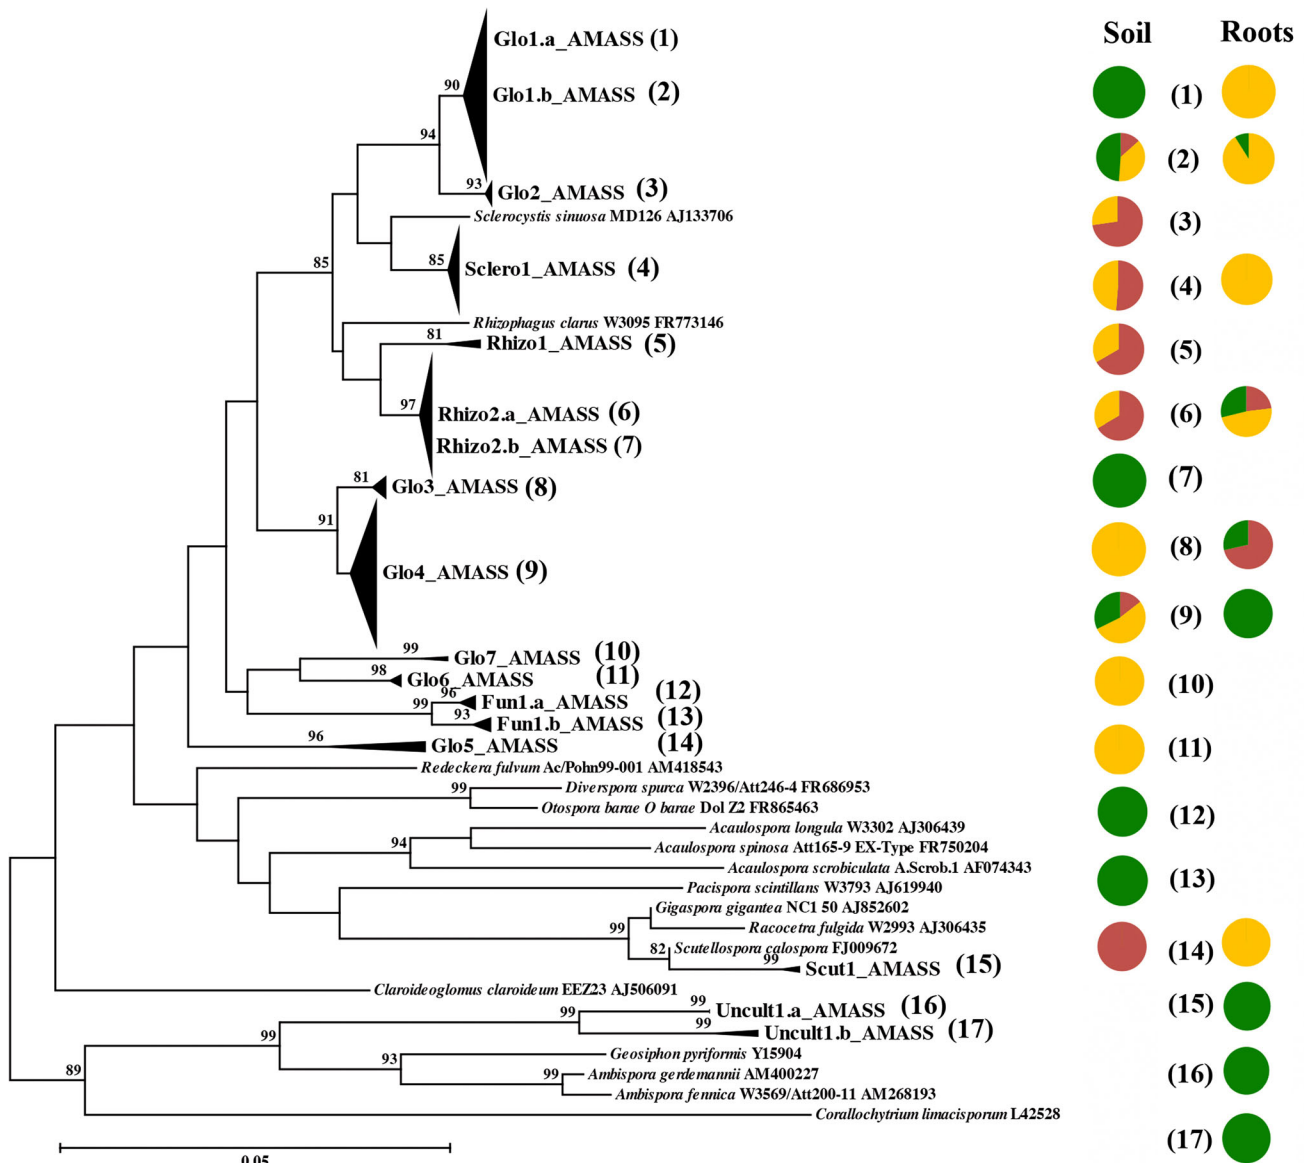 Soil Roots
Glo1.a_AMASS (1)
90 Glo1.b_AMASS (2)
(1)
94
(2)
93 Glo2_AMASS (3)
Sclerocystis sinuosa MD126 AJ133706
(3)
85 85 Sclero1_AMASS (4)
(4)
Rhizophagus clarus W3095 FR773146
81 Rhizo1_AMASS (5)
(5)
97 Rhizo2.a_AMASS (6)
(6)
Rhizo2.b_AMASS (7)
(7)
81 Glo3_AMASS (8)
91
(8)
Glo4_AMASS (9)
(9)
99 Glo7_AMASS (10)
98 Glo6_AMASS (11)
(10)
99 96 Fun1.a_AMASS (12)
93 Fun1.b_AMASS (13)
96 Glo5_AMASS (14)
(11)
Redeckera fulvum Ac/Pohn99-001 AM418543
99 Diverspora spurca W2396/Att246-4 FR686953
Otospora barae O barae Dol Z2 FR865463
(12)
Acaulospora longula W3302 AJ306439
94 Acaulospora spinosa Att165-9 EX-Type FR750204
Acaulospora scrobiculata A.Scrob.1 AF074343
(13)
Pacispora scintillans W3793 AJ619940
Gigaspora gigantea NC1 50 AJ852602
99 Racocetra fulgida W2993 AJ306435
82 Scutellospora calospora FJ009672
(14)
99 Scut1_AMASS (15)
Claroideoglomus claroideum EEZ23 AJ506091
(15)
99 99 Uncult1.a_AMASS (16)
99 99 Uncult1.b_AMASS (17)
93 Geosiphon pyriformis Y15904
89 99 Ambispora gerdemannii AM400227
(16)
Ambispora fennica W3569/Att200-11 AM268193
Corallochytrium limacisporum L42528
(17)
0.05